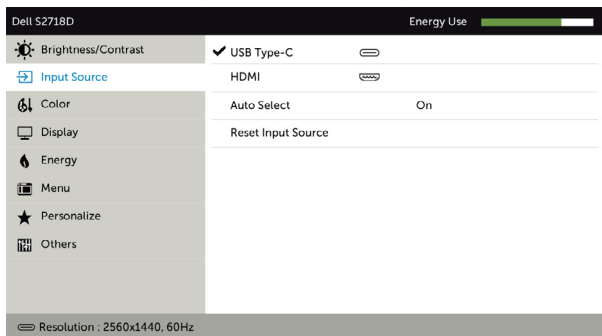 Dell S2718D Energy Use
Brightness/Contrast
Input Source
Color
Display
Energy
Menu
Personalize
Others
USB Type-C
HDMI
Auto Select On
Reset Input Source
Resolution : 2560x1440, 60Hz